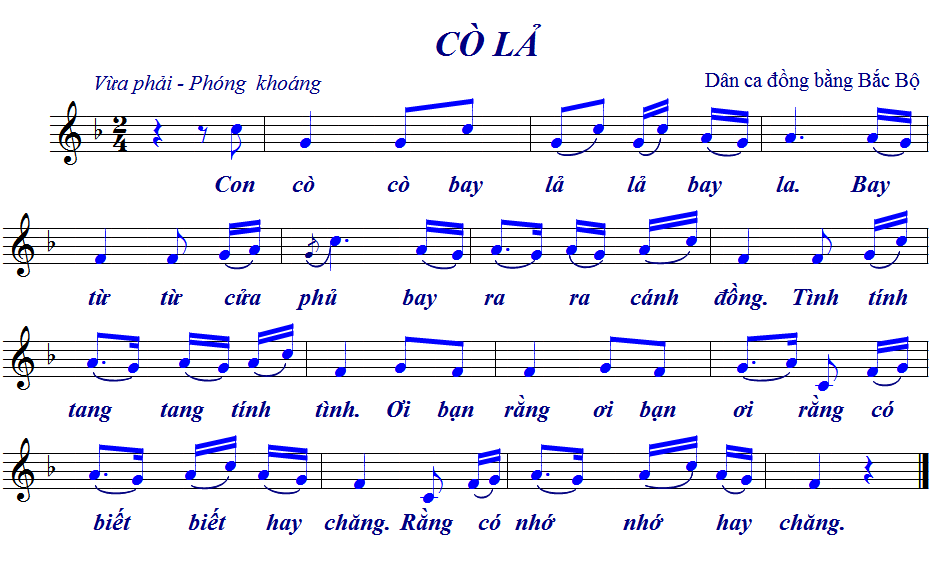 CÒ LẢ
Vừa phải - Phóng khoáng
Dân ca đồng bằng Bắc Bộ
2
4
Con cò cò bay lả lả bay la. Bay
từ từ cửa phủ bay ra ra cánh đồng. Tình tính
tang tang tính tình. Ơi bạn rằng ơi bạn ơi rằng có
biết biết hay chăng. Rằng có nhớ nhớ hay chăng.